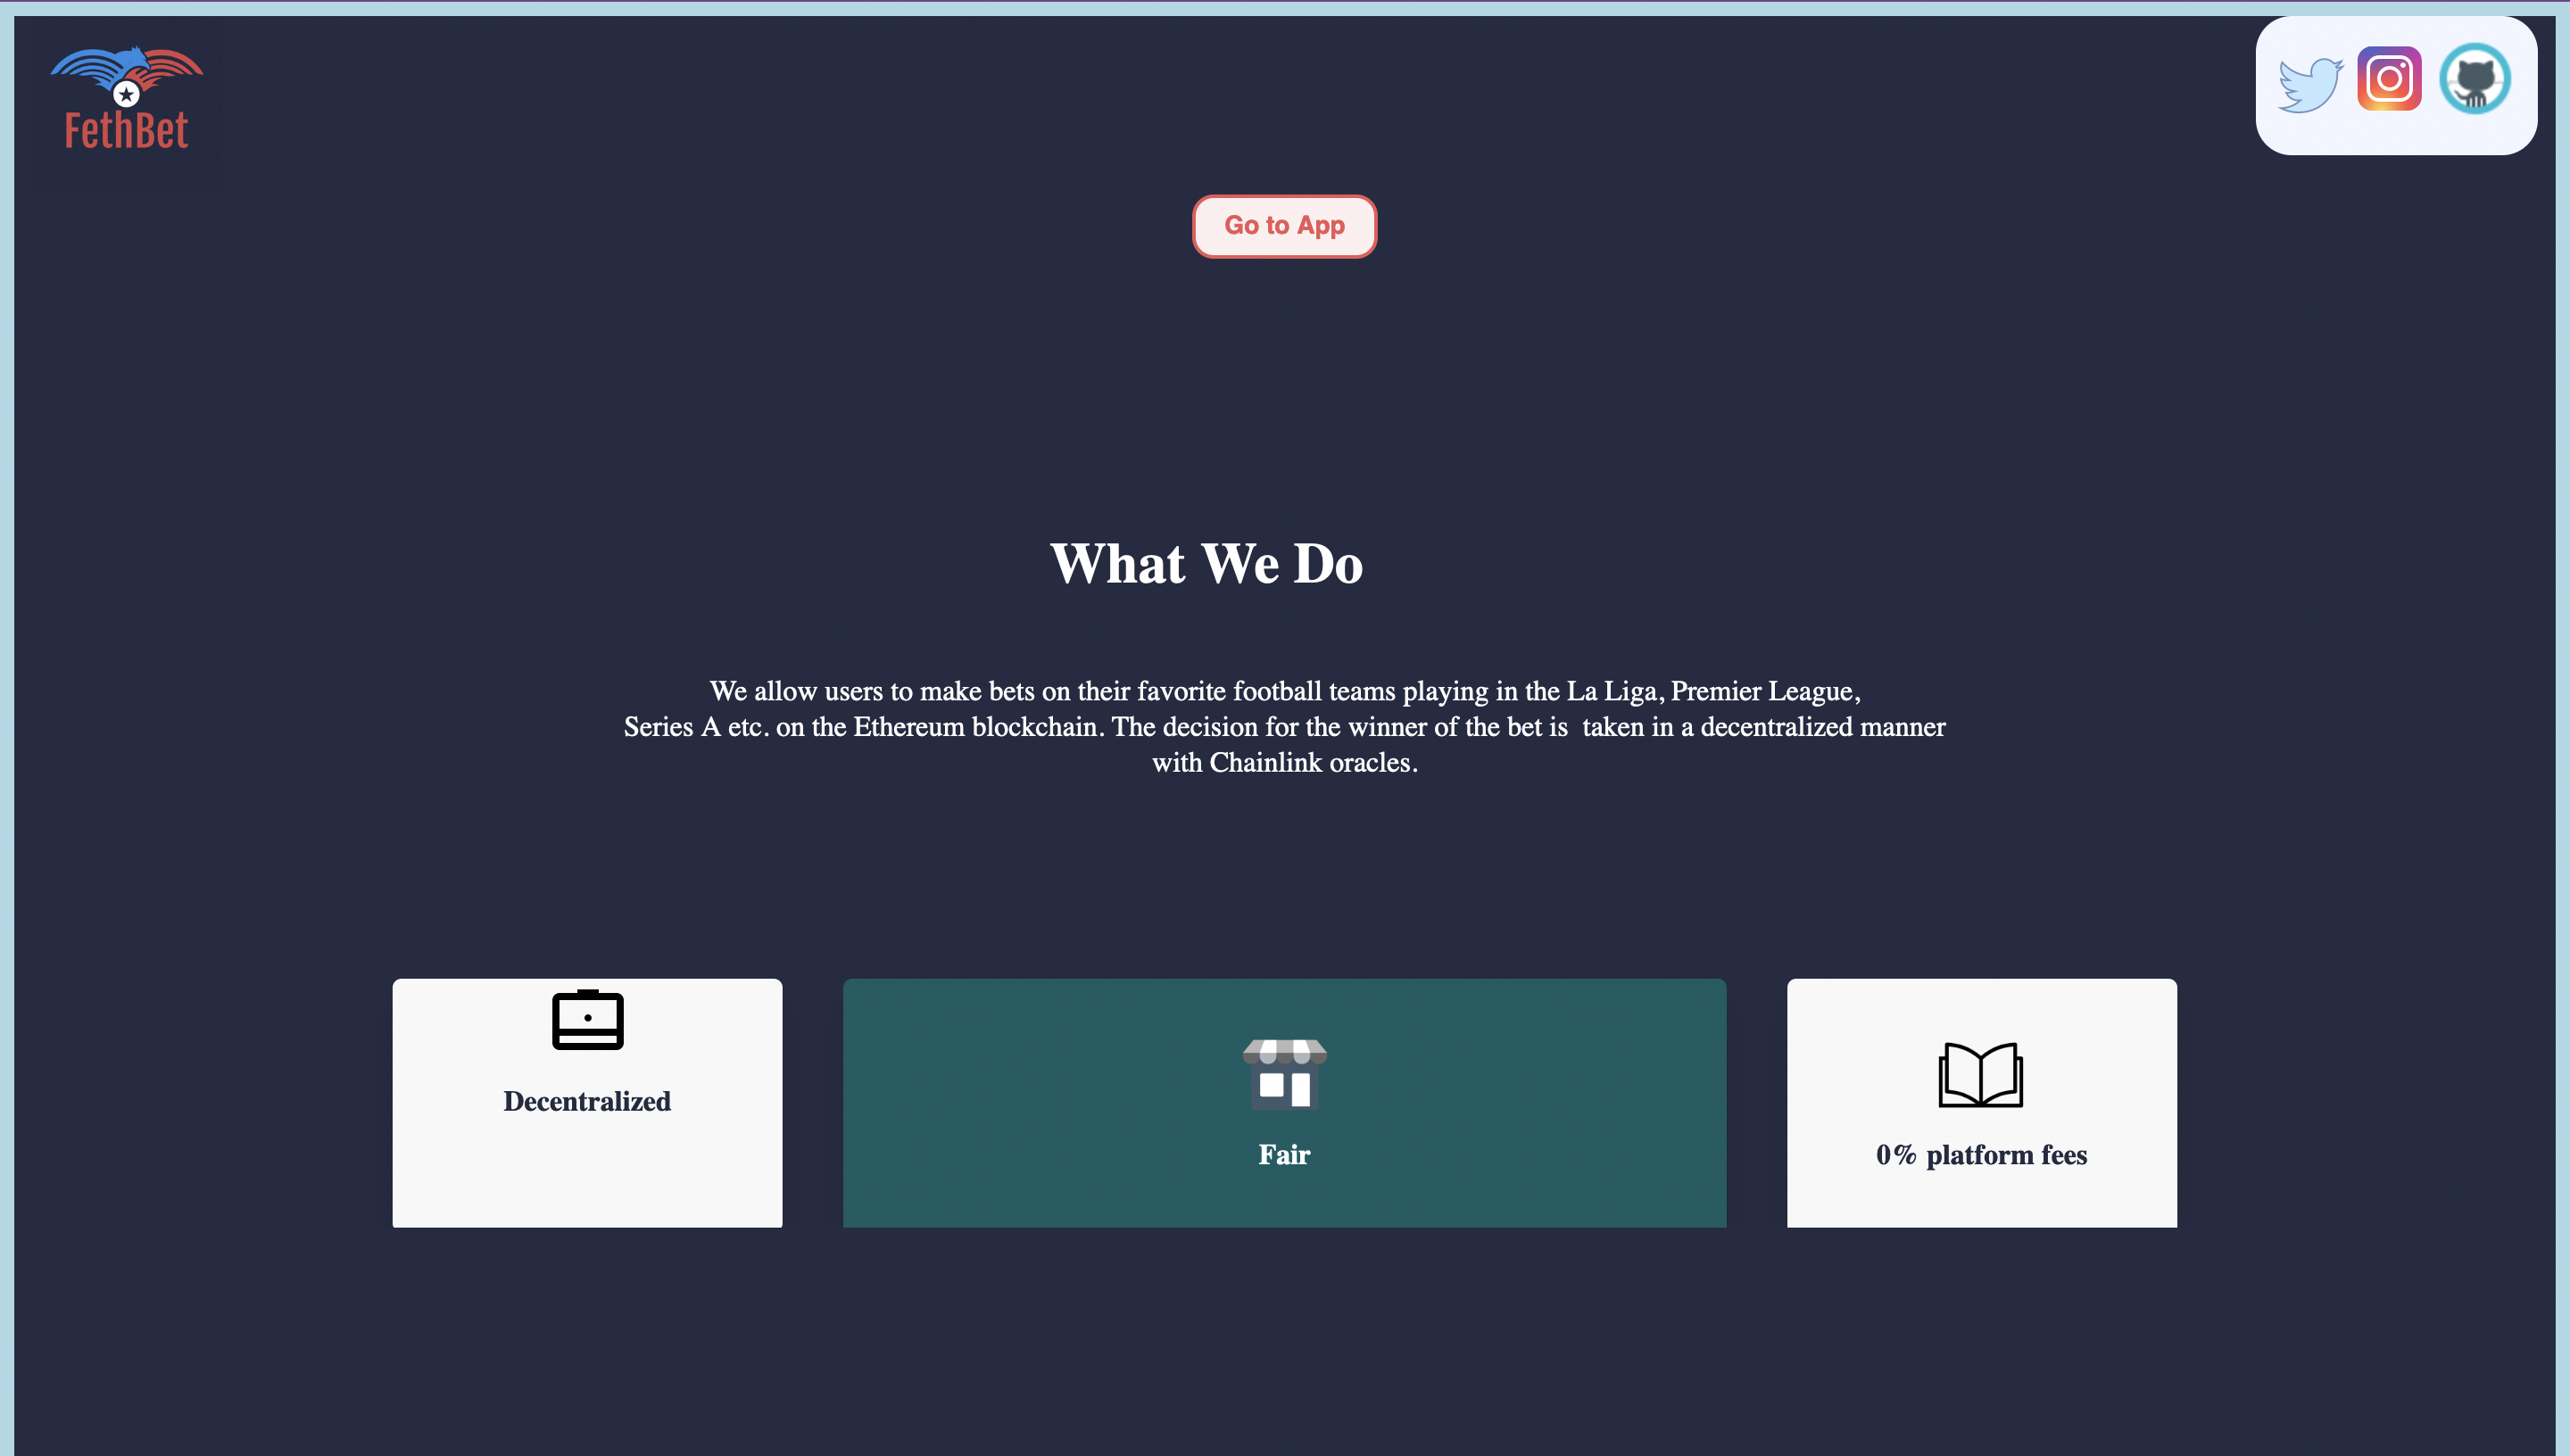 FethBet
Go to App
What We Do
We allow users to make bets on their favorite football teams playing in the La Liga, Premier League,
Series A etc. on the Ethereum blockchain. The decision for the winner of the bet is  taken in a decentralized manner
with Chainlink oracles.
Decentralized
Fair
0% platform fees